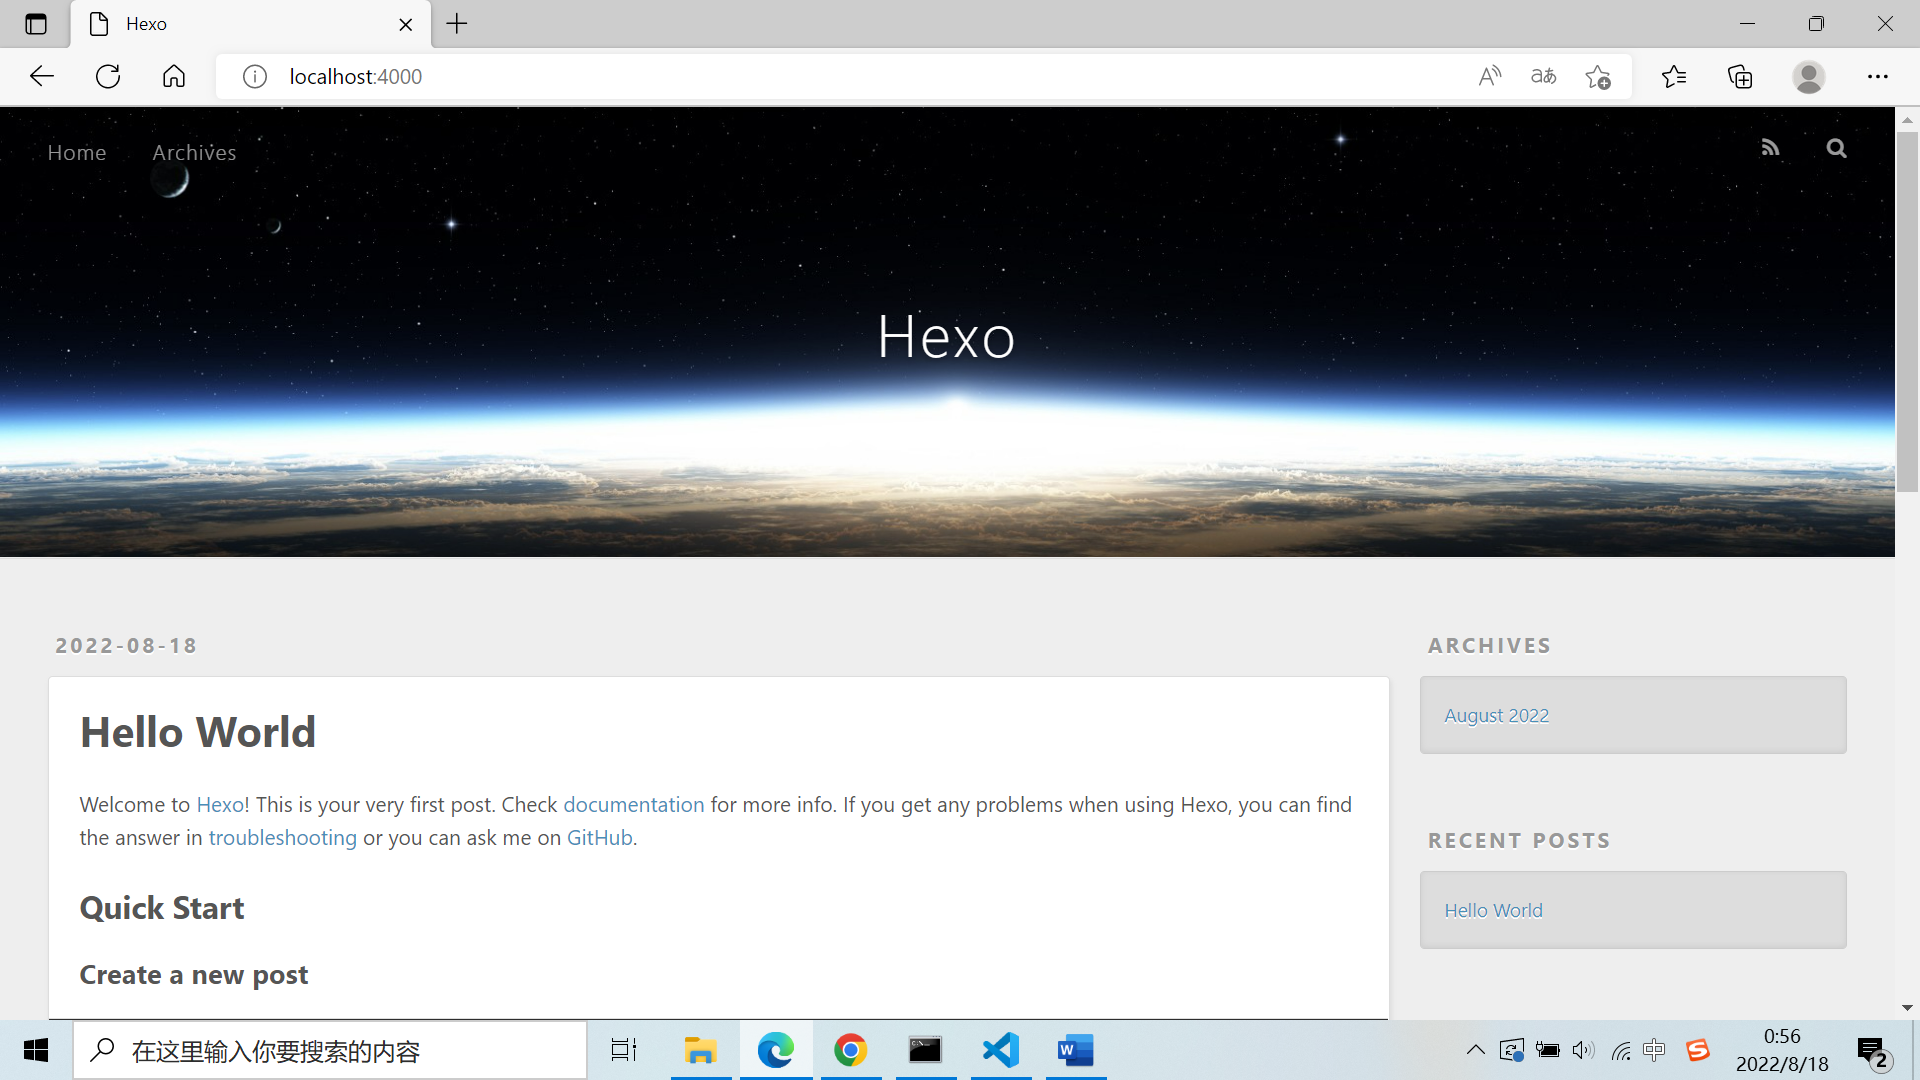 Hexo
localhost:4000
Home Archives
Hexo
2022-08-18
Hello World
Welcome to Hexo! This is your very first post. Check documentation for more info. If you get any problems when using Hexo, you can find
the answer in troubleshooting or you can ask me on GitHub.
Quick Start
Create a new post
ARCHIVES
August 2022
RECENT POSTS
Hello World
在这里输入你要搜索的内容
中
0:56
2022/8/18
2